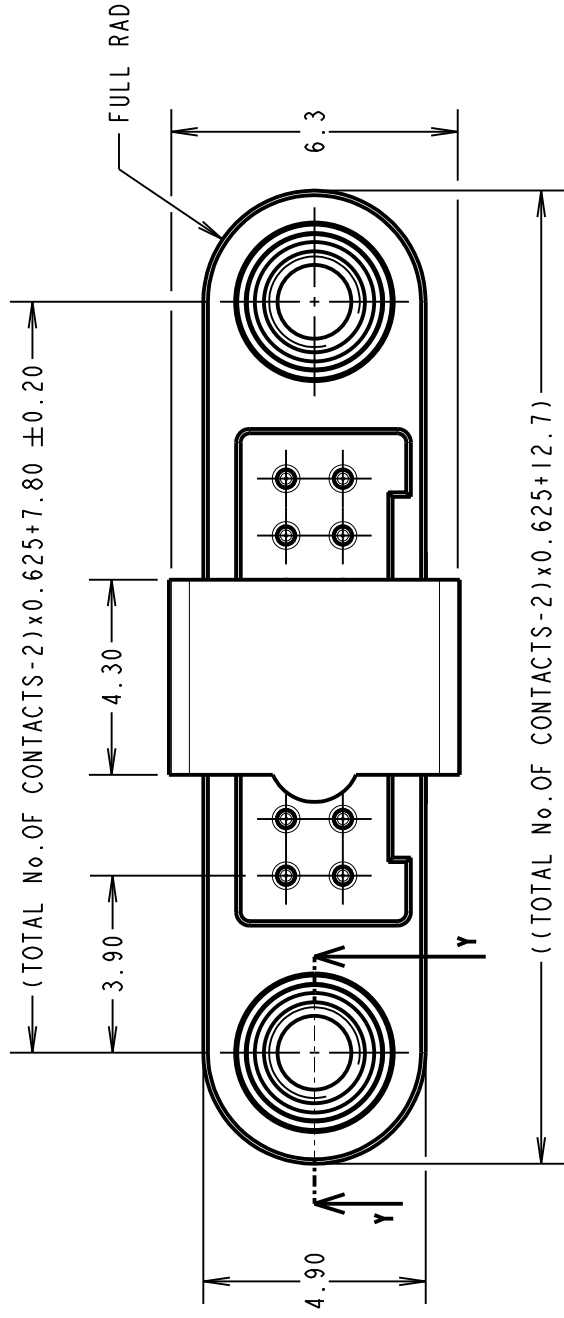 FULL RAD
6.3
(TOTAL No.OF CONTACTS-2)x0.625+7.80 ±0.20
4.30
3.90
((TOTAL No.OF CONTACTS-2)x0.625+12.7)
Y
Y
4.90